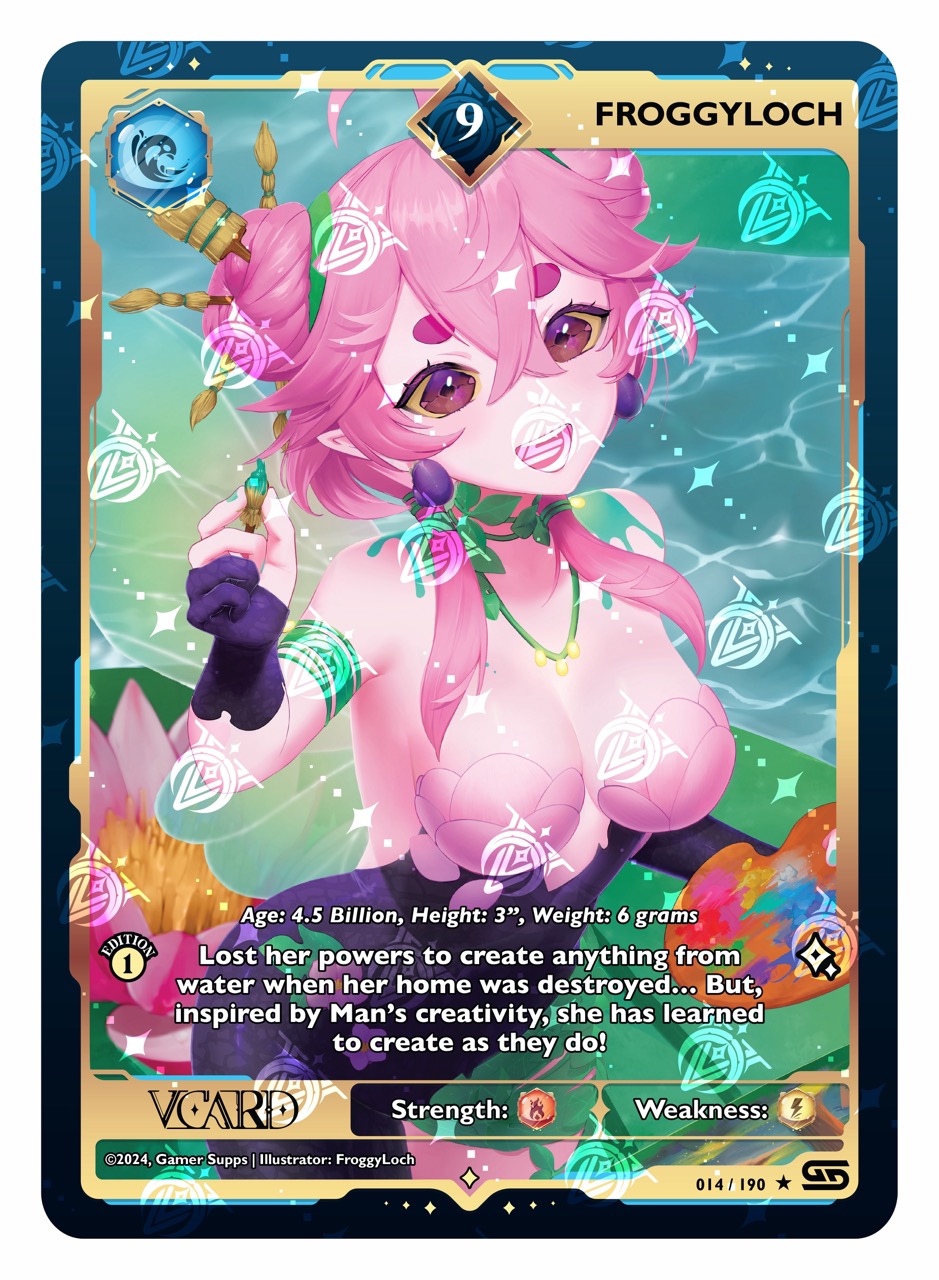 9
FROGGYLOCH
Age: 4.5 Billion, Height: 3”, Weight: 6 grams
EDITION
1
Lost her powers to create anything from
water when her home was destroyed... But,
inspired by Man’s creativity, she has learned
to create as they do!
VCARD
Strength:
Weakness:
©2024, Gamer Supps | Illustrator: FroggyLoch
014 / 190 ★
GS